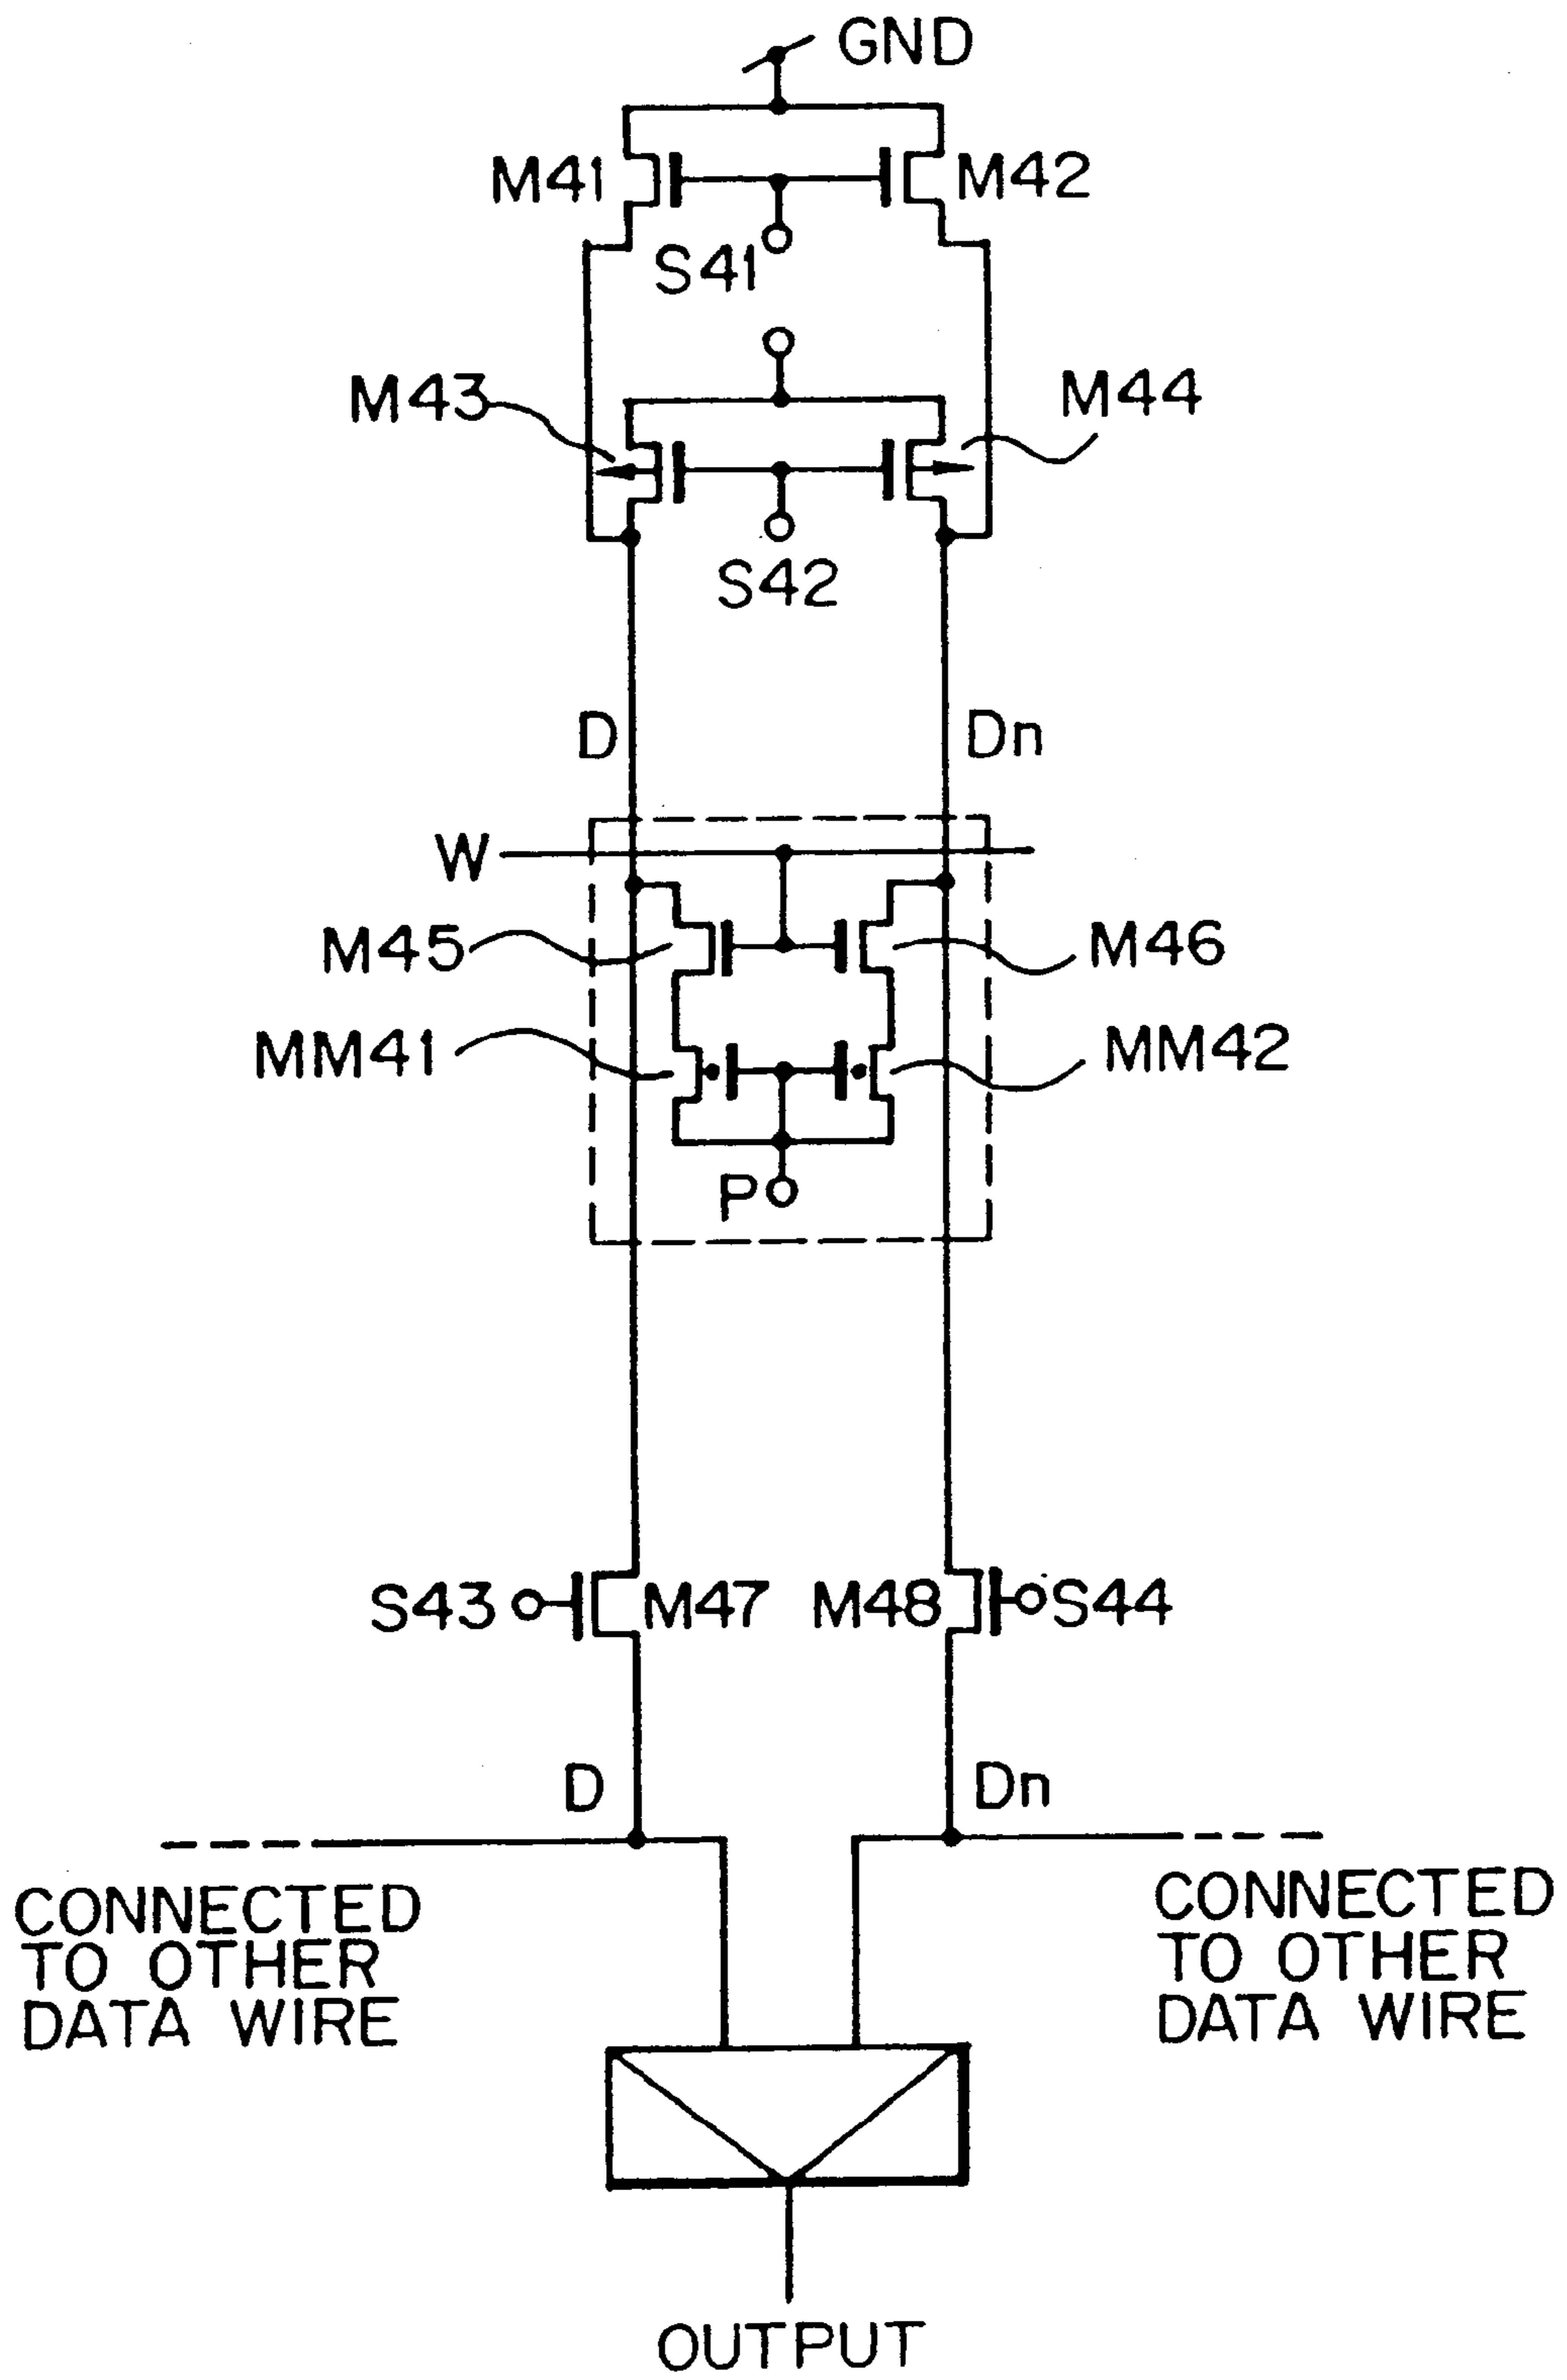 GND
M41
M42
S41
M43
M44
S42
D
Dn
W
M45
M46
MM41
MM42
P
S43
M47
M48
S44
D
Dn
CONNECTED
TO OTHER
DATA WIRE
CONNECTED
TO OTHER
DATA WIRE
OUTPUT